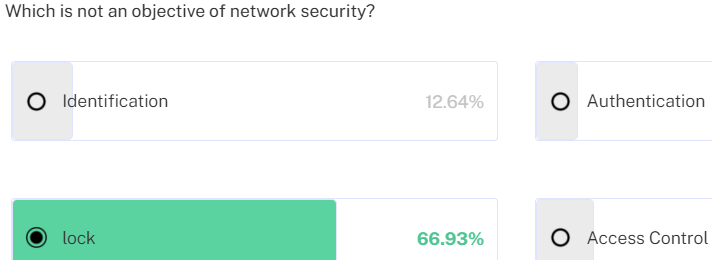 Which is not an objective of network security?
Identification 12.64% Authentication
lock 66.93% Access Control